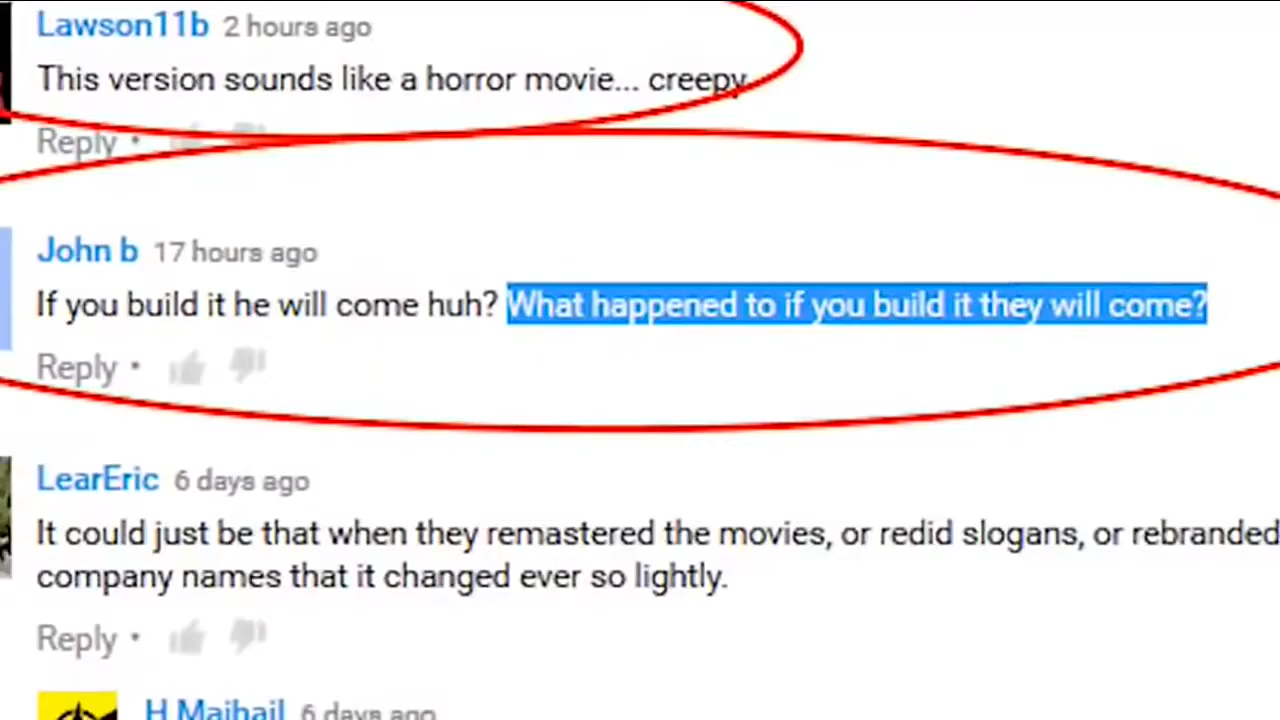 Lawson11b 2 hours ago
This version sounds like a horror movie... creepy
Reply •
John b 17 hours ago
If you build it he will come huh? What happened to if you build it they will come?
Reply •
LearEric 6 days ago
It could just be that when they remastered the movies, or redid slogans, or rebranded
company names that it changed ever so lightly.
Reply •
H Maihail 6 days ago